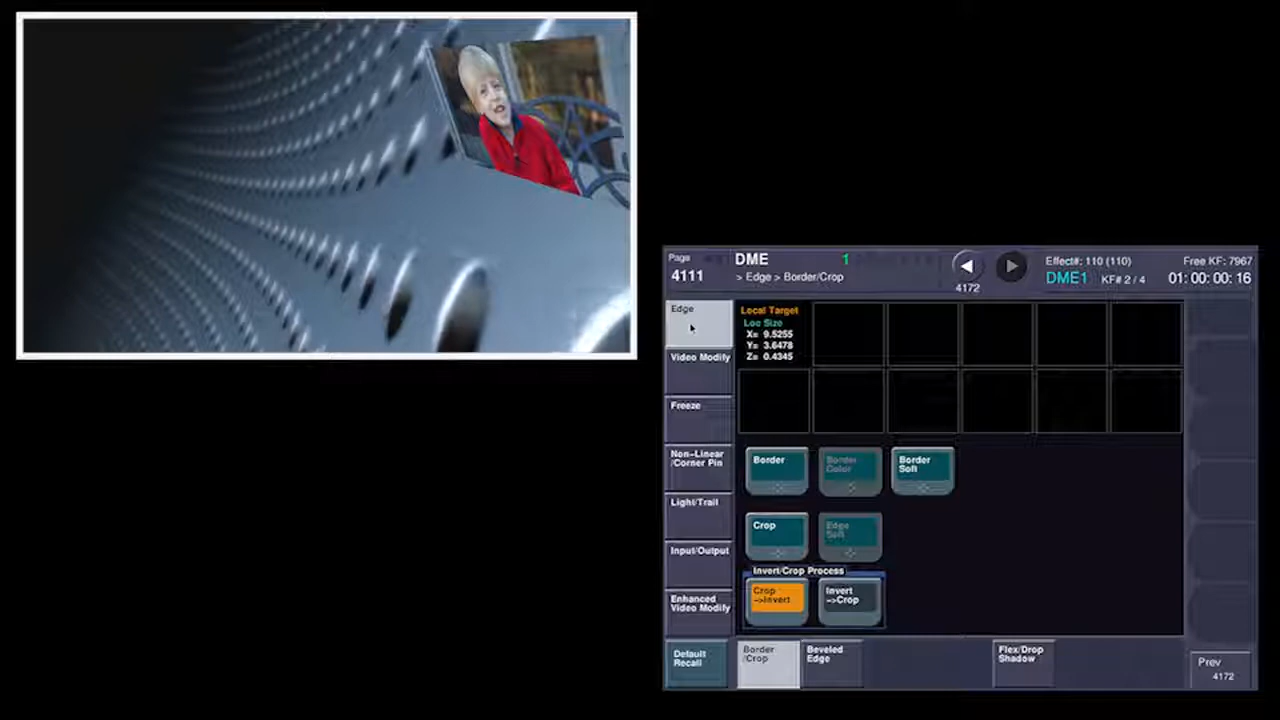 Page
4111
DME
1
> Edge > Border/Crop
4172
Effect#: 110 (110)
DME1
KF# 2 / 4
Free KF: 7967
01: 00: 00: 16
Edge
Video Modify
Freeze
Non-Linear
/Corner Pin
Light/Trail
Input/Output
Enhanced
Video Modify
Default
Recall
Local Target
Loc Size
X= 9.5255
Y= 3.6478
Z= 0.4345
Border
Border
Color
Border
Soft
Crop
Edge
Soft
Invert/Crop Process
Crop
->Invert
Invert
->Crop
Border
/Crop
Beveled
Edge
Flex/Drop
Shadow
Prev
4172